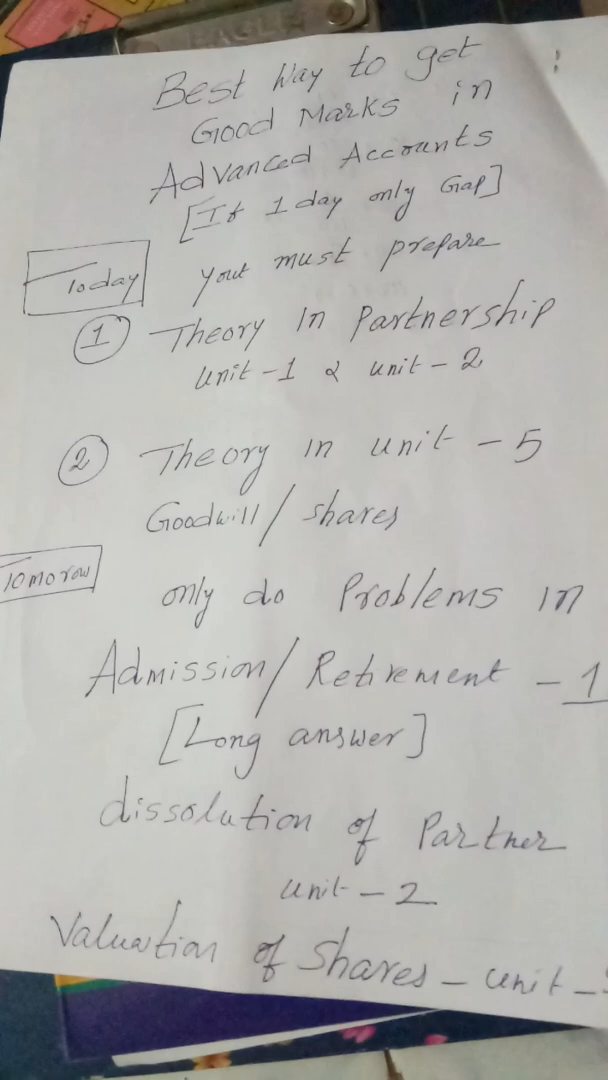 EAGLE
Best Way to get
Good Marks in
Advanced Accounts
[If 1 day only Gap]
Today
you must prepare
1 Theory In Partnership
unit - 1 & unit - 2
2 Theory in unit - 5
Goodwill / shares
Tomorow
only do Problems in
Admission / Retirement - 1
[Long answer]
dissolution of Partner
unit - 2
Valuation of Shares - unit -